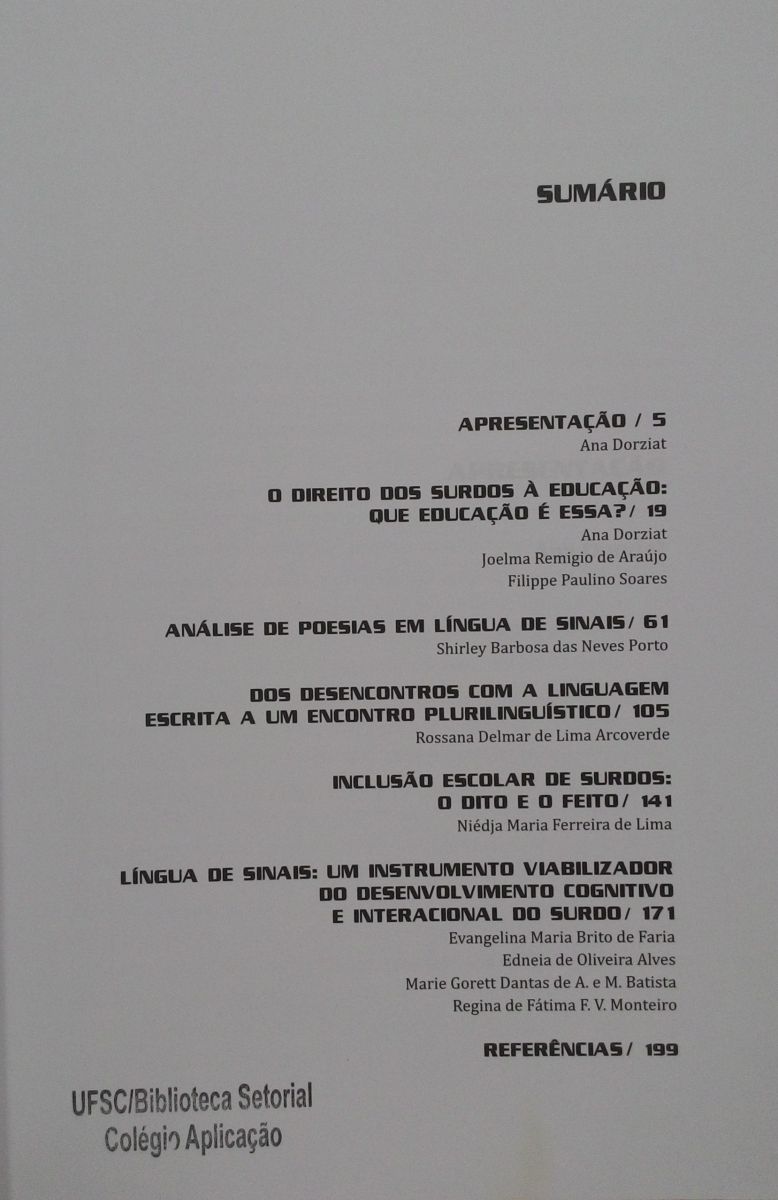 SUMÁRIO
APRESENTAÇÃO / 5
Ana Dorziat
O DIREITO DOS SURDOS À EDUCAÇÃO:
QUE EDUCAÇÃO É ESSA? / 19
Ana Dorziat
Joelma Remigio de Araújo
Filippe Paulino Soares
ANÁLISE DE POESIAS EM LÍNGUA DE SINAIS / 61
Shirley Barbosa das Neves Porto
DOS DESENCONTROS COM A LINGUAGEM
ESCRITA A UM ENCONTRO PLURILINGUÍSTICO / 105
Rossana Delmar de Lima Arcoverde
INCLUSÃO ESCOLAR DE SURDOS:
O DITO E O FEITO / 141
Niédja Maria Ferreira de Lima
LÍNGUA DE SINAIS: UM INSTRUMENTO VIABILIZADOR
DO DESENVOLVIMENTO COGNITIVO
E INTERACIONAL DO SURDO / 171
Evangelina Maria Brito de Faria
Edneia de Oliveira Alves
Marie Gorett Dantas de A. e M. Batista
Regina de Fátima F. V. Monteiro
REFERÊNCIAS / 199
UFSC/Biblioteca Setorial
Colégio Aplicação